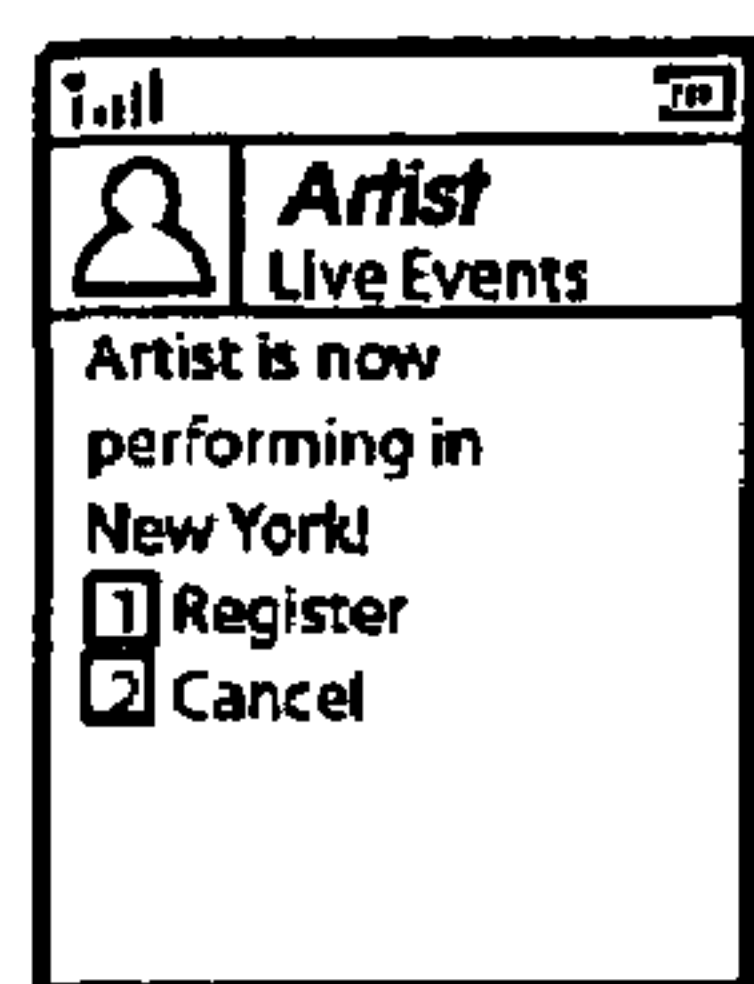 Artist
Live Events
Artist is now
performing in
New York!
1 Register
2 Cancel